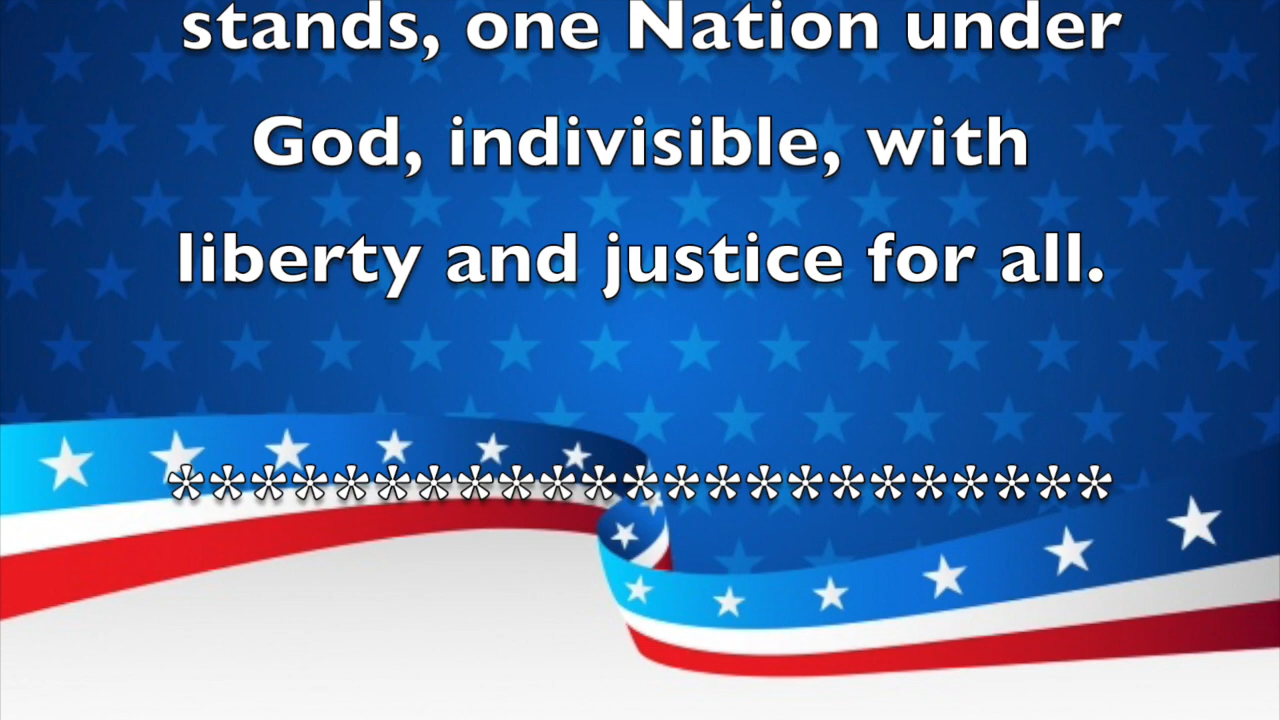 stands, one Nation under
God, indivisible, with
liberty and justice for all.
***********************